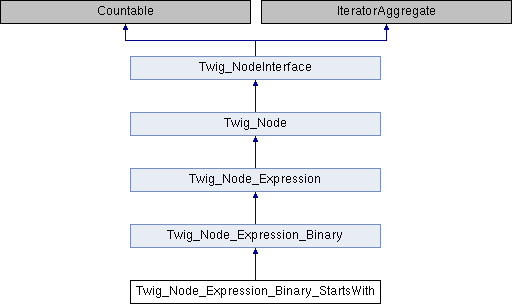 Countable
IteratorAggregate
Twig_NodeInterface
Twig_Node
Twig_Node_Expression
Twig_Node_Expression_Binary
Twig_Node_Expression_Binary_StartsWith